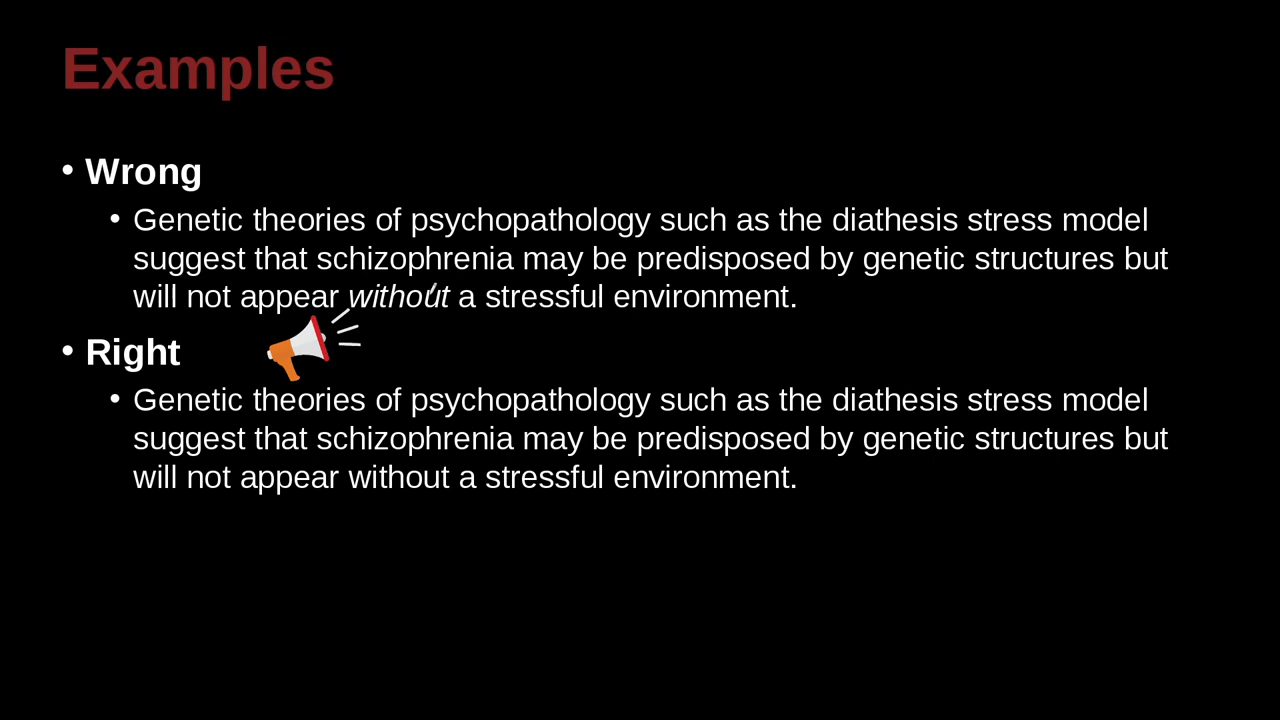 Examples
• Wrong
• Genetic theories of psychopathology such as the diathesis stress model
suggest that schizophrenia may be predisposed by genetic structures but
will not appear without a stressful environment.
• Right
• Genetic theories of psychopathology such as the diathesis stress model
suggest that schizophrenia may be predisposed by genetic structures but
will not appear without a stressful environment.